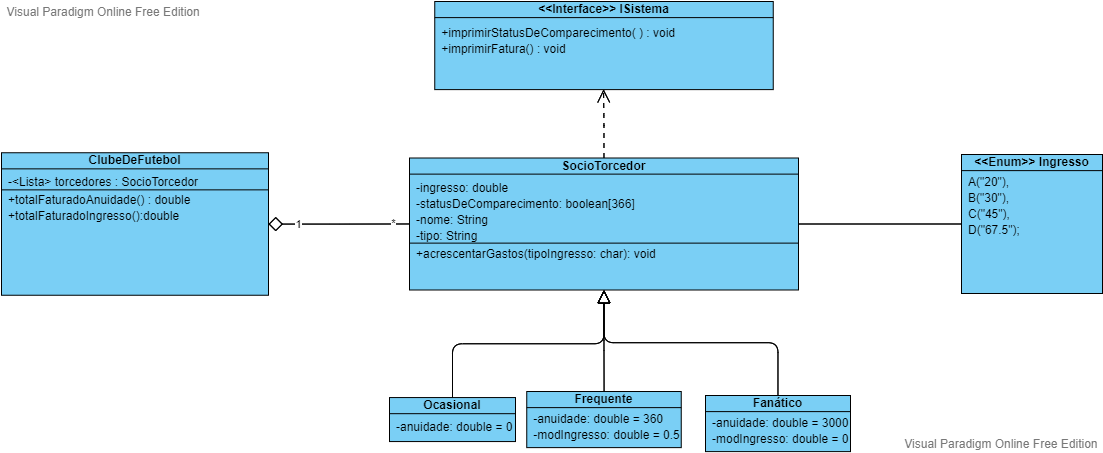 Visual Paradigm Online Free Edition
<<Interface>> ISistema
+imprimirStatusDeComparecimento( ) : void
+imprimirFatura() : void
ClubeDeFutebol
-<Lista> torcedores : SocioTorcedor
+totalFaturadoAnuidade() : double
+totalFaturadoIngresso():double
1
*
SocioTorcedor
-ingresso: double
-statusDeComparecimento: boolean[366]
-nome: String
-tipo: String
+acrescentarGastos(tipoIngresso: char): void
<<Enum>> Ingresso
A("20"),
B("30"),
C("45"),
D("67.5");
Ocasional
-anuidade: double = 0
Frequente
-anuidade: double = 360
-modIngresso: double = 0.5
Fanático
-anuidade: double = 3000
-modIngresso: double = 0
Visual Paradigm Online Free Edition